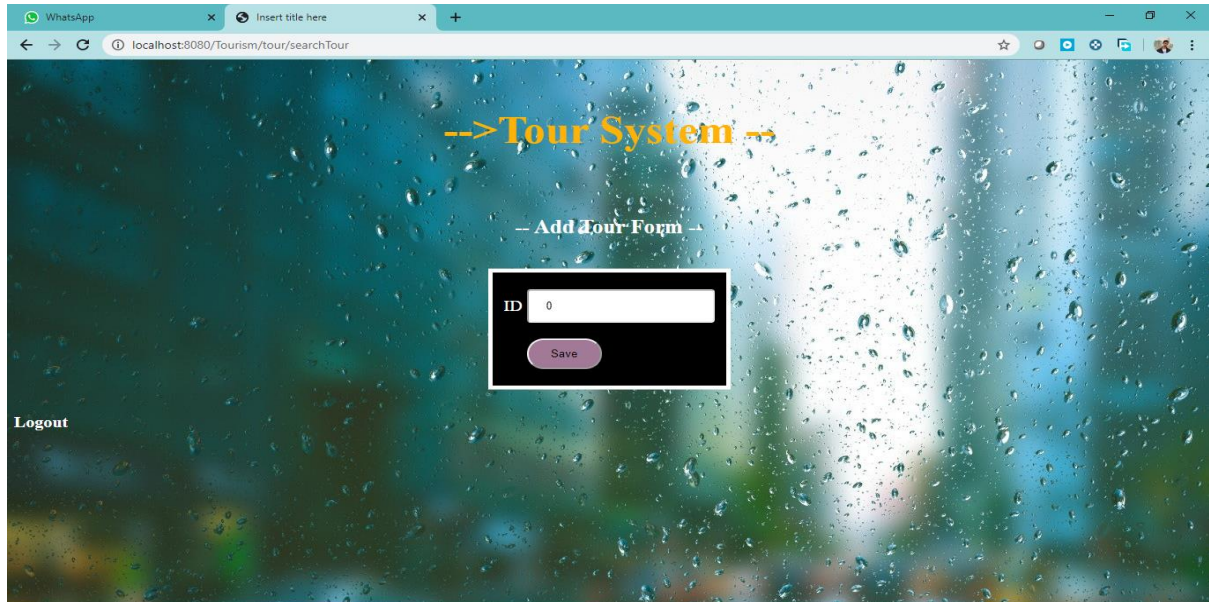 WhatsApp
Insert title here
localhost:8080/Tourism/tour/searchTour
-->Tour System --
-- Add Tour Form --
ID 0
Save
Logout